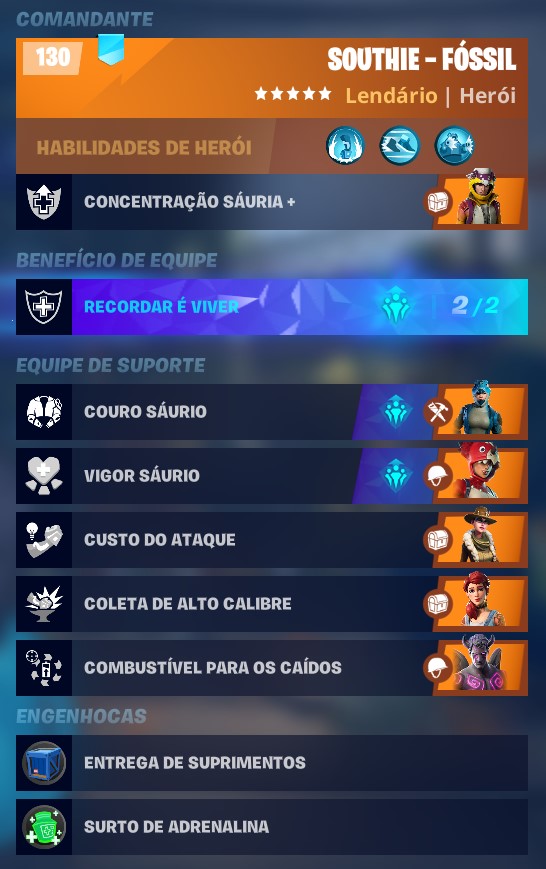 COMANDANTE
130
SOUTHIE - FÓSSIL
Lendário | Herói
HABILIDADES DE HERÓI
CONCENTRAÇÃO SÁURIA +
BENEFÍCIO DE EQUIPE
RECORDAR É VIVER 2/2
EQUIPE DE SUPORTE
COURO SÁURIO
VIGOR SÁURIO
CUSTO DO ATAQUE
COLETA DE ALTO CALIBRE
COMBUSTÍVEL PARA OS CAÍDOS
ENGENHOCAS
ENTREGA DE SUPRIMENTOS
SURTO DE ADRENALINA